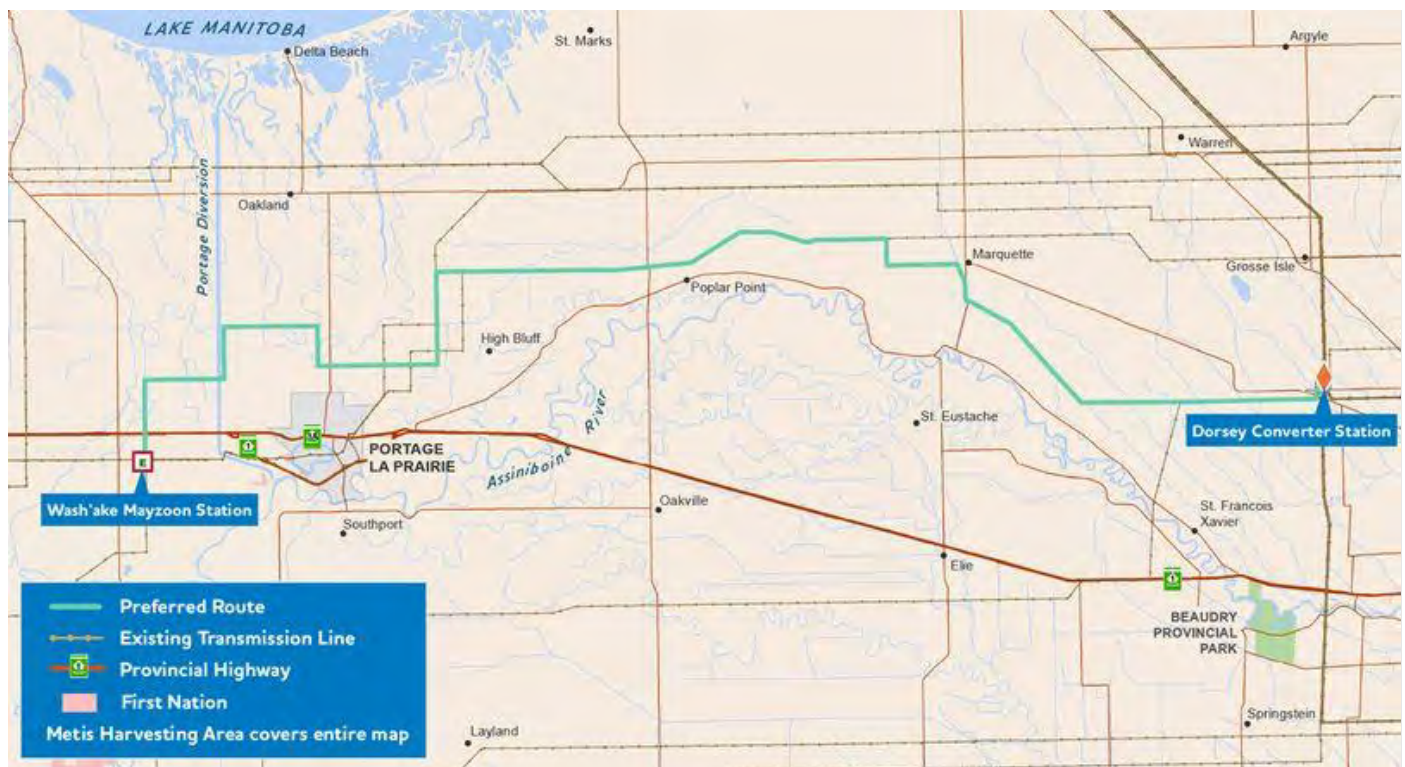 LAKE MANITOBA
Delta Beach
St. Marks
Argyle
Warren
Portage Diversion
Oakland
Marquette
Grosse Isle
Poplar Point
High Bluff
River
St. Eustache
Dorsey Converter Station
PORTAGE
LA PRAIRIE
Assiniboine
E
Wash'ake Mayzoon Station
Oakville
St. Francois
Xavier
Southport
Elie
1
1
BEAUDRY
PROVINCIAL
PARK
Springstein
Layland
Preferred Route
Existing Transmission Line
Provincial Highway
First Nation
Metis Harvesting Area covers entire map